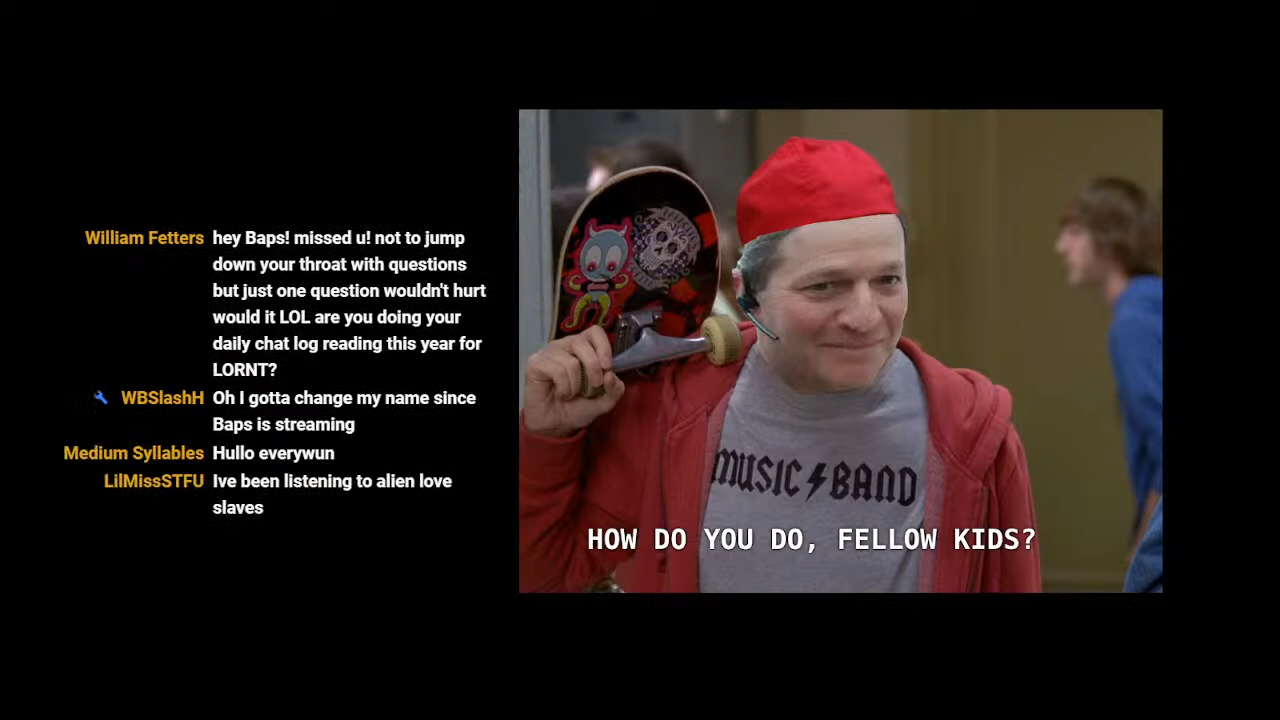 William Fetters hey Baps! missed u! not to jump
down your throat with questions
but just one question wouldn't hurt
would it LOL are you doing your
daily chat log reading this year for
LORNT?
WBSlashH Oh I gotta change my name since
Baps is streaming
Medium Syllables Hullo everywun
LilMissSTFU Ives been listening to alien love
slaves
MUSIC⚡BAND
HOW DO YOU DO, FELLOW KIDS?